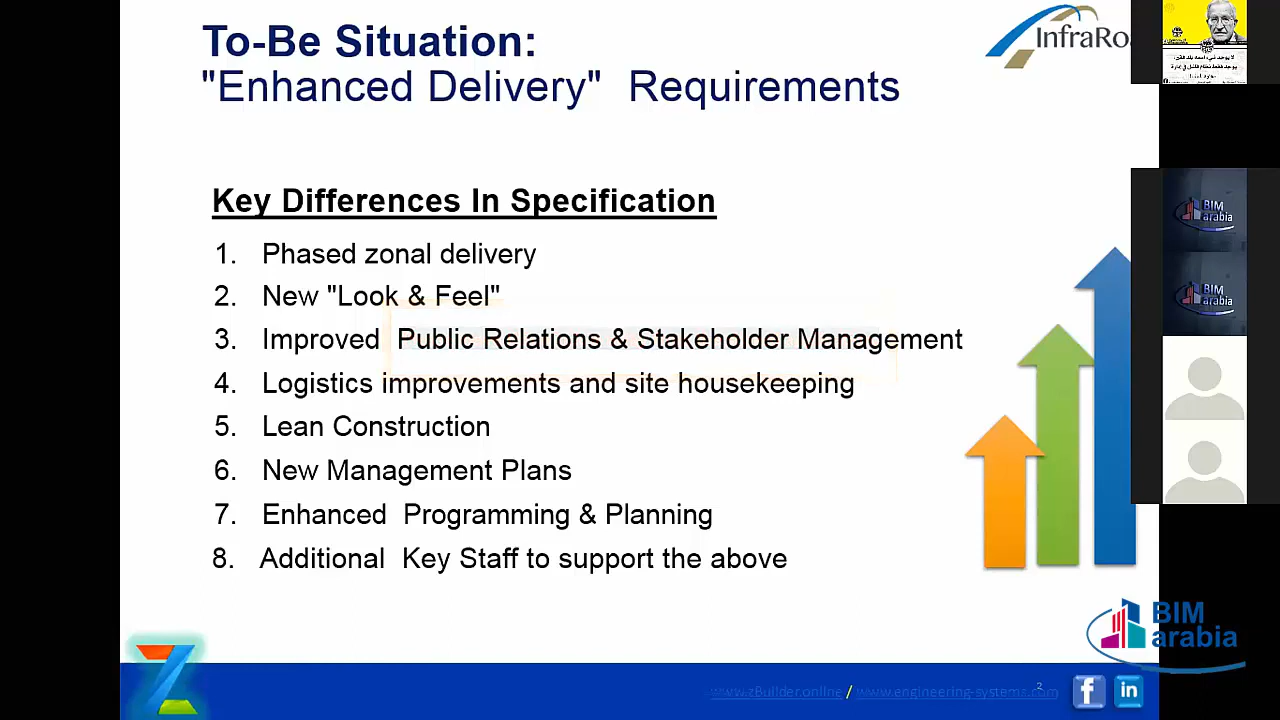 To-Be Situation:
"Enhanced Delivery" Requirements
InfraRo
Key Differences In Specification
1. Phased zonal delivery
2. New "Look & Feel"
3. Improved Public Relations & Stakeholder Management
4. Logistics improvements and site housekeeping
5. Lean Construction
6. New Management Plans
7. Enhanced Programming & Planning
8. Additional Key Staff to support the above
BIM
arabia
BIM
arabia
BIM
arabia
www.zBuilder.online / www.engineering-systems.com
2
f
in